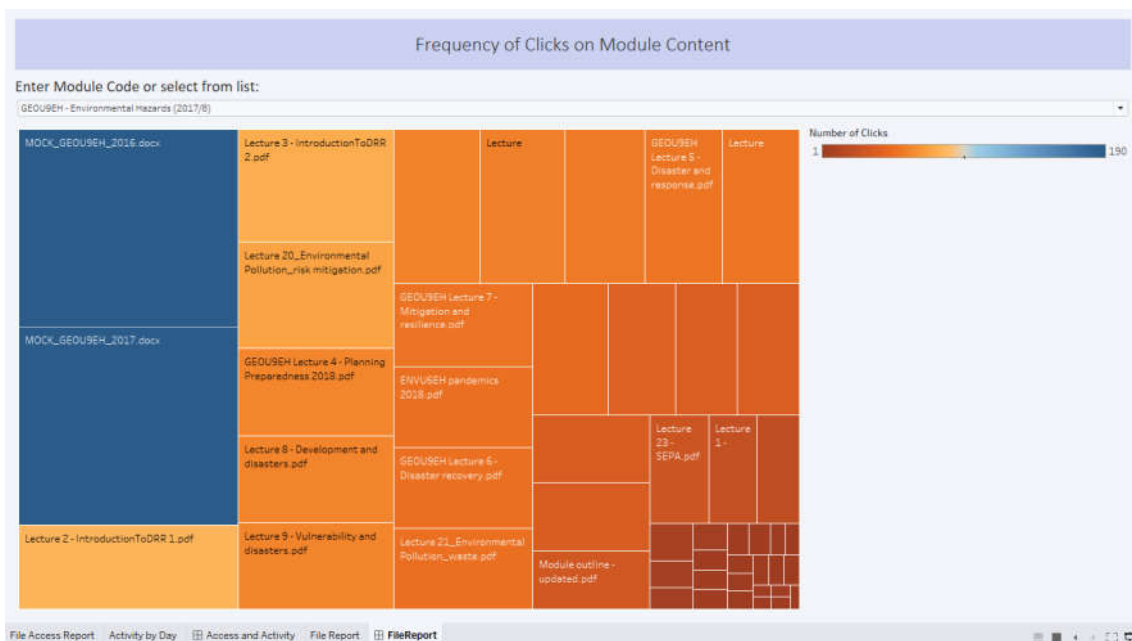 Frequency of Clicks on Module Content
Enter Module Code or select from list:
GEOU9EH - Environmental Hazards (2017/8)
MOCK_GEOU9EH_2016.docx
MOCK_GEOU9EH_2017.docx
Lecture 2 - IntroductionToDRR 1.pdf
Lecture 3 - IntroductionToDRR
2.pdf
Lecture 20_Environmental
Pollution_risk mitigation.pdf
GEOU9EH Lecture 4 - Planning
Preparedness 2018.pdf
Lecture 8 - Development and
disasters.pdf
Lecture 9 - Vulnerability and
disasters.pdf
Lecture
GEOU9EH
Lecture 5 -
Disaster and
response.pdf
Lecture
GEOU9EH Lecture 7 -
Mitigation and
resilience.pdf
ENVU6EH pandemics
2018.pdf
GEOU9EH Lecture 6 -
Disaster recovery.pdf
Lecture 21_Environmental
Pollution_waste.pdf
Module outline -
updated.pdf
Lecture
23 -
SEPA.pdf
Lecture
1 -
Number of Clicks
1 190
File Access Report Activity by Day Access and Activity File Report FileReport